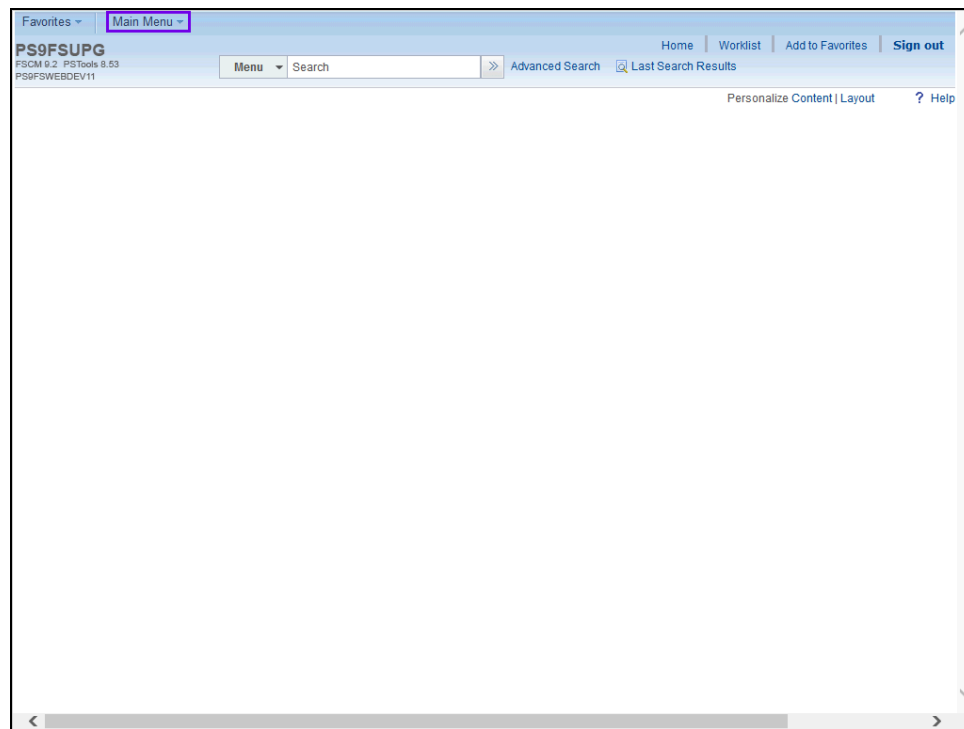 Favorites Main Menu
PS9FSUPG
FSCM 9.2 PSTools 8.53
PS9FSWEBDEV11
Home Worklist Add to Favorites Sign out
Menu Search Advanced Search Last Search Results
Personalize Content | Layout ? Help